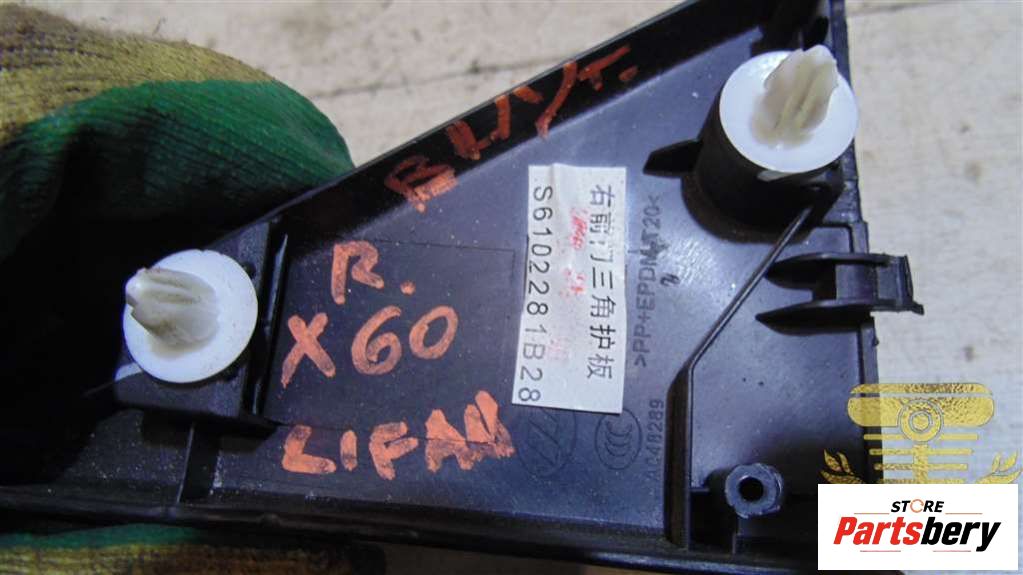 R.
X60
LIFAN
右前门三角护板
S6102281B28
>PP+EPDM-T20<
STORE
Partsbery